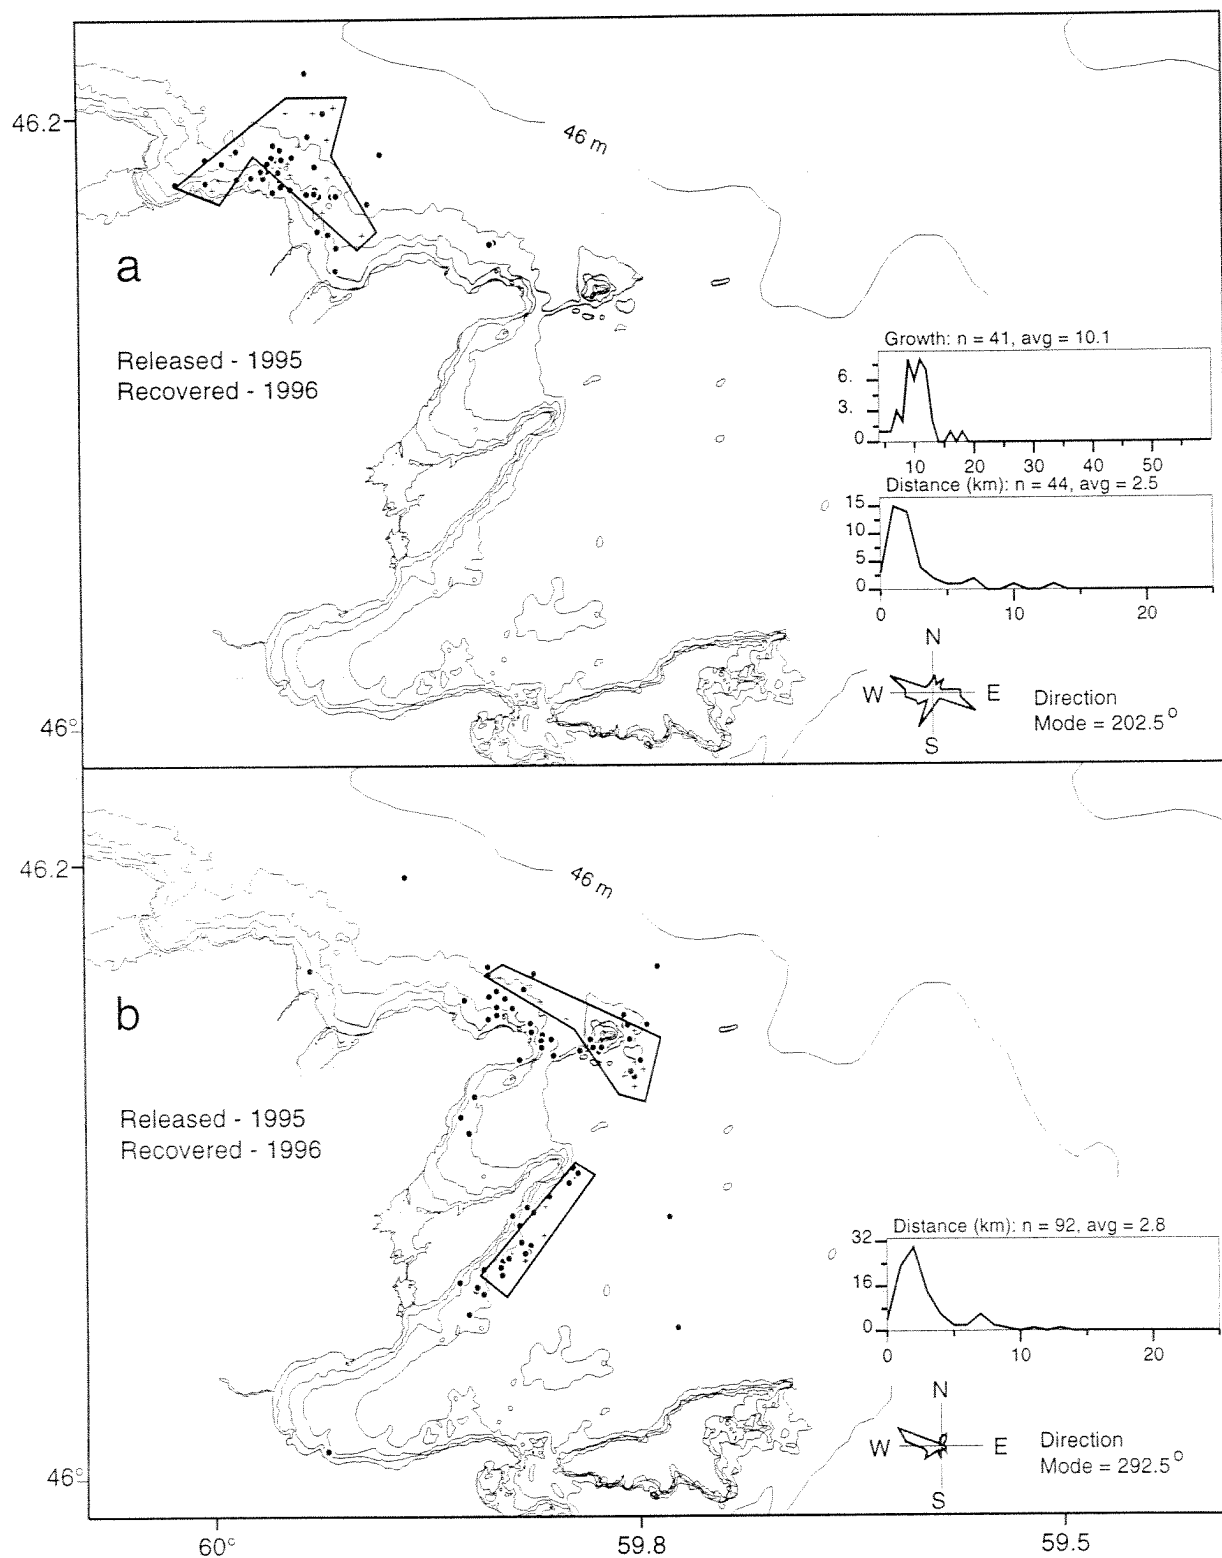 46.2
46 m
a
Released - 1995
Recovered - 1996
Growth: n = 41, avg = 10.1
6.
3.
0
10 20 30 40 50
Distance (km): n = 44, avg = 2.5
15
10
5
0
0 10 20
N
W E
S
Direction
Mode = 202.5°
46°
46.2
46 m
b
Released - 1995
Recovered - 1996
Distance (km): n = 92, avg = 2.8
32
16
0
0 10 20
N
W E
S
Direction
Mode = 292.5°
46°
60° 59.8 59.5